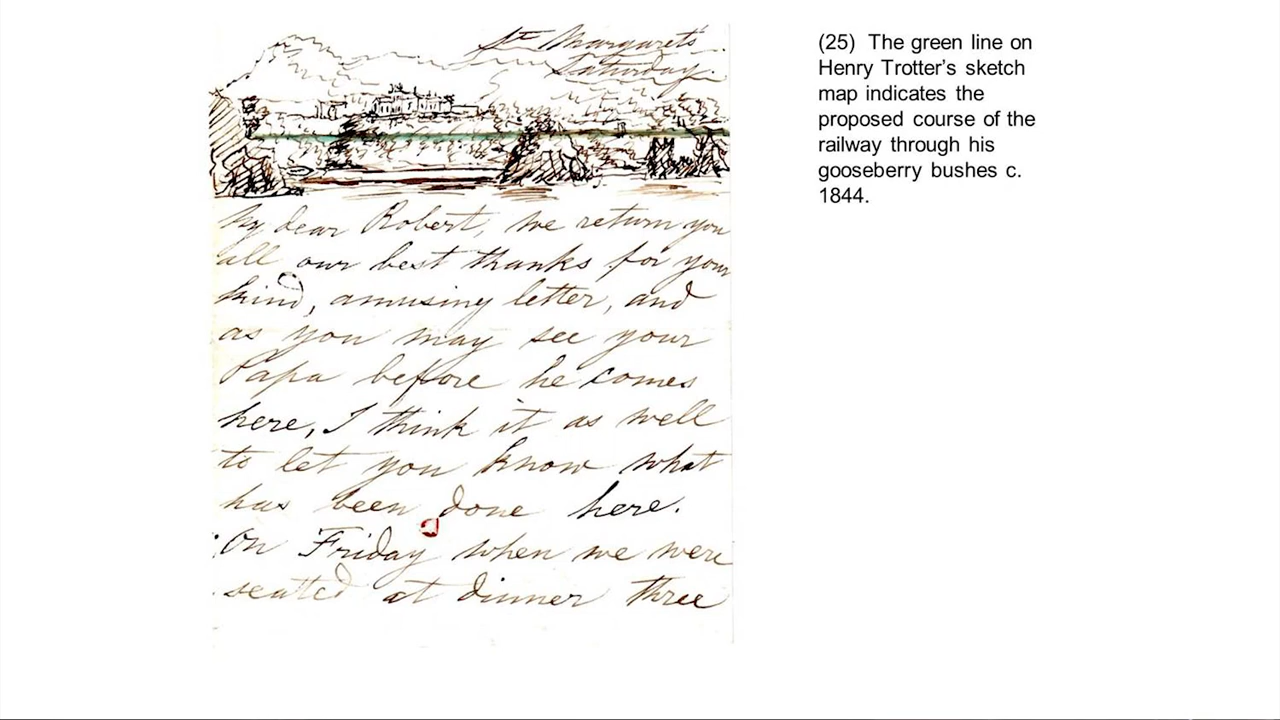 St. Margarets
Saturday.
My dear Robert, we return you
all our best thanks for your
kind, amusing letter, and
as you may see your
Papa before he comes
here, I think it as well
to let you know what
has been done here.
On Friday when we were
seated at dinner three
(25) The green line on
Henry Trotter’s sketch
map indicates the
proposed course of the
railway through his
gooseberry bushes c.
1844.